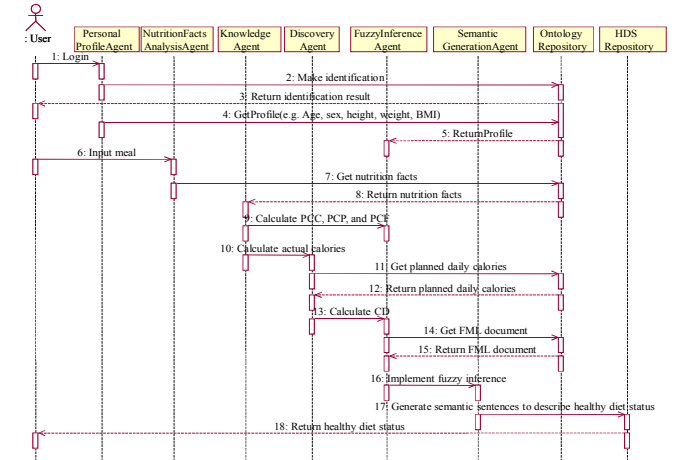 : User
Personal
ProfileAgent
NutritionFacts
AnalysisAgent
Knowledge
Agent
Discovery
Agent
FuzzyInference
Agent
Semantic
GenerationAgent
Ontology
Repository
HDS
Repository
1: Login
2: Make identification
3: Return identification result
4: GetProfile(e.g. Age, sex, height, weight, BMI)
5: ReturnProfile
6: Input meal
7: Get nutrition facts
8: Return nutrition facts
9: Calculate PCC, PCP, and PCF
10: Calculate actual calories
11: Get planned daily calories
12: Return planned daily calories
13: Calculate CD
14: Get FML document
15: Return FML document
16: Implement fuzzy inference
17: Generate semantic sentences to describe healthy diet status
18: Return healthy diet status